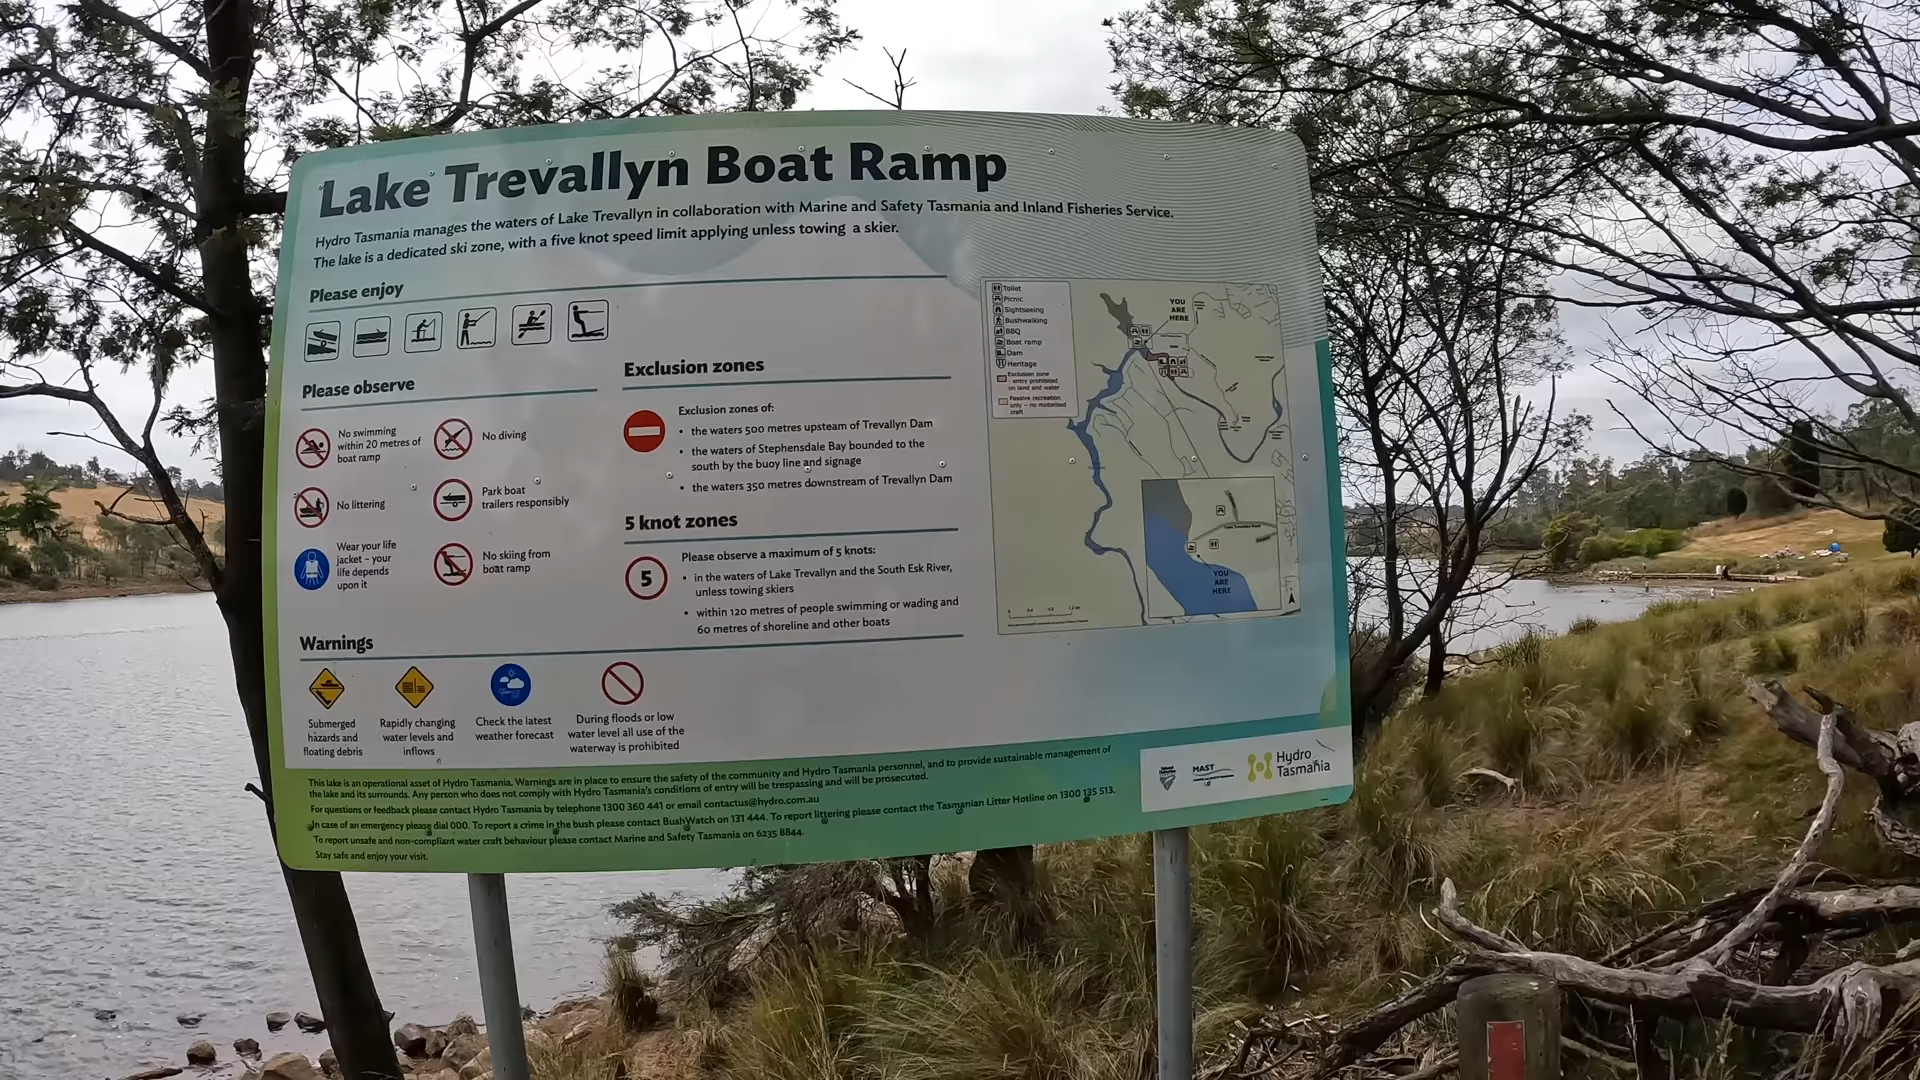 Lake Trevallyn Boat Ramp
Hydro Tasmania manages the waters of Lake Trevallyn in collaboration with Marine and Safety Tasmania and Inland Fisheries Service.
The lake is a dedicated ski zone, with a five knot speed limit applying unless towing a skier.
Please enjoy
Please observe
No swimming
within 20 metres of
boat ramp
No diving
No littering
Park boat
trailers responsibly
Wear your life
jacket – your
life depends
upon it
No skiing from
boat ramp
Exclusion zones
Exclusion zones of:
• the waters 500 metres upsteam of Trevallyn Dam
• the waters of Stephensdale Bay bounded to the
south by the buoy line and signage
• the waters 350 metres downstream of Trevallyn Dam
5 knot zones
5
Please observe a maximum of 5 knots:
• in the waters of Lake Trevallyn and the South Esk River,
unless towing skiers
• within 120 metres of people swimming or wading and
60 metres of shoreline and other boats
Warnings
Submerged
hazards and
floating debris
Rapidly changing
water levels and
inflows
Check the latest
weather forecast
During floods or low
water level all use of the
waterway is prohibited
Toilet
Picnic
Sightseeing
Bushwalking
BBQ
Boat ramp
Dam
Heritage
Exclusion zone
- entry prohibited
on land and water
Passive recreation
only - no motorised
craft
YOU
ARE
HERE
YOU
ARE
HERE
This lake is an operational asset of Hydro Tasmania. Warnings are in place to ensure the safety of the community and Hydro Tasmania personnel, and to provide sustainable management of
the lake and its surrounds. Any person who does not comply with Hydro Tasmania's conditions of entry will be trespassing and will be prosecuted.
For questions or feedback please contact Hydro Tasmania by telephone 1300 360 441 or email contactus@hydro.com.au
In case of an emergency please dial 000. To report a crime in the bush please contact BushWatch on 131 444. To report littering please contact the Tasmanian Litter Hotline on 1300 135 513.
To report unsafe and non-compliant water craft behaviour please contact Marine and Safety Tasmania on 6235 8844.
Stay safe and enjoy your visit.
MAST
Hydro
Tasmania